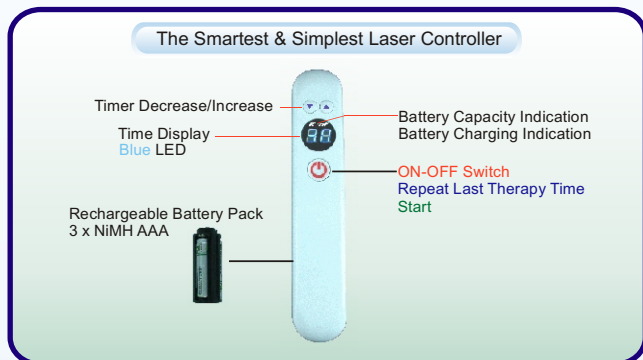 The Smartest & Simplest Laser Controller
Timer Decrease/Increase
Time Display
Blue LED
Battery Capacity Indication
Battery Charging Indication
ON-OFF Switch
Repeat Last Therapy Time
Start
Rechargeable Battery Pack
3 x NiMH AAA